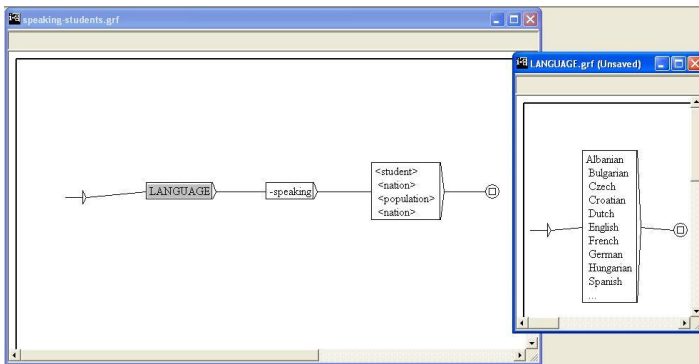 speaking-students.grf
LANGUAGE
-speaking
<student>
<nation>
<population>
<nation>
LANGUAGE.grf (Unsaved)
Albanian
Bulgarian
Czech
Croatian
Dutch
English
French
German
Hungarian
Spanish
...